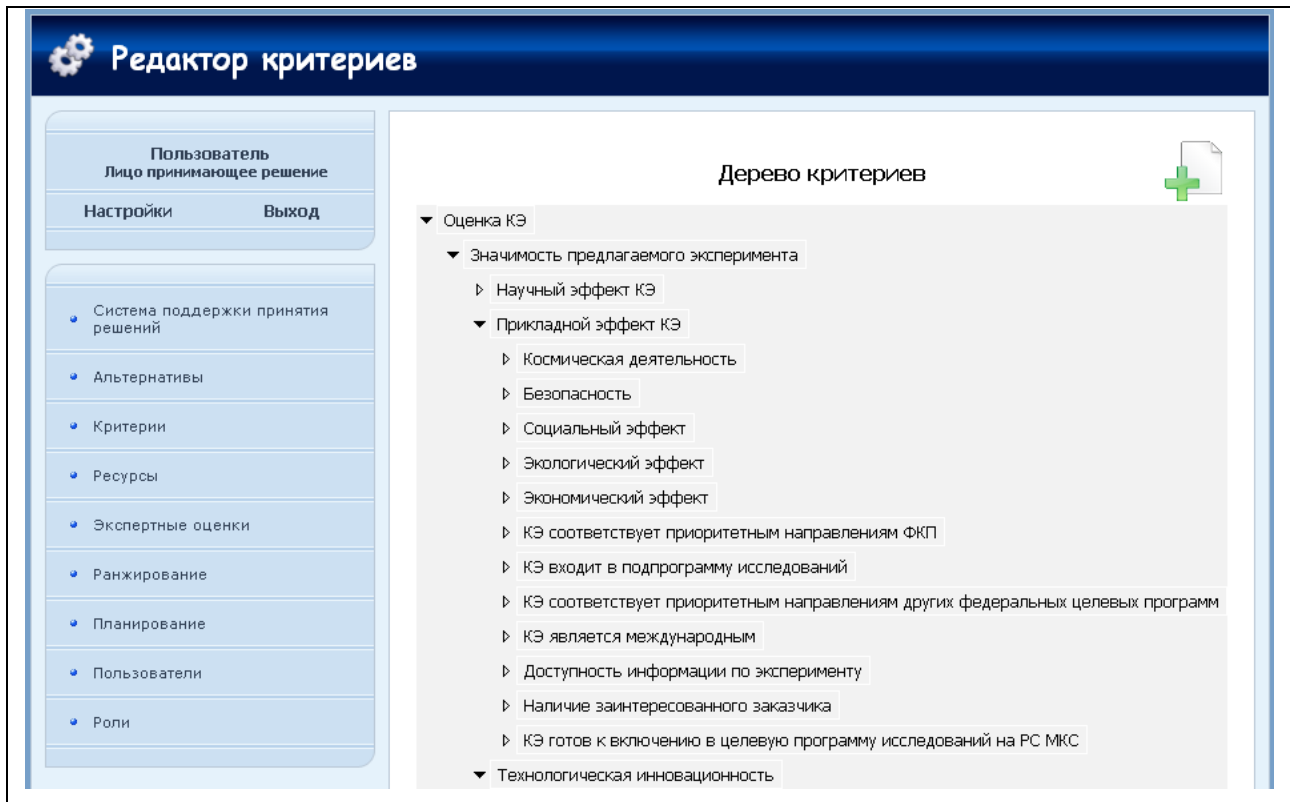 Редактор критериев
Пользователь
Лицо принимающее решение
Настройки Выход
Система поддержки принятия
решений
Альтернативы
Критерии
Ресурсы
Экспертные оценки
Ранжирование
Планирование
Пользователи
Роли
Дерево критериев
Оценка КЭ
Значимость предлагаемого эксперимента
Научный эффект КЭ
Прикладной эффект КЭ
Космическая деятельность
Безопасность
Социальный эффект
Экологический эффект
Экономический эффект
КЭ соответствует приоритетным направлениям ФКП
КЭ входит в подпрограмму исследований
КЭ соответствует приоритетным направлениям других федеральных целевых программ
КЭ является международным
Доступность информации по эксперименту
Наличие заинтересованного заказчика
КЭ готов к включению в целевую программу исследований на РС МКС
Технологическая инновационность